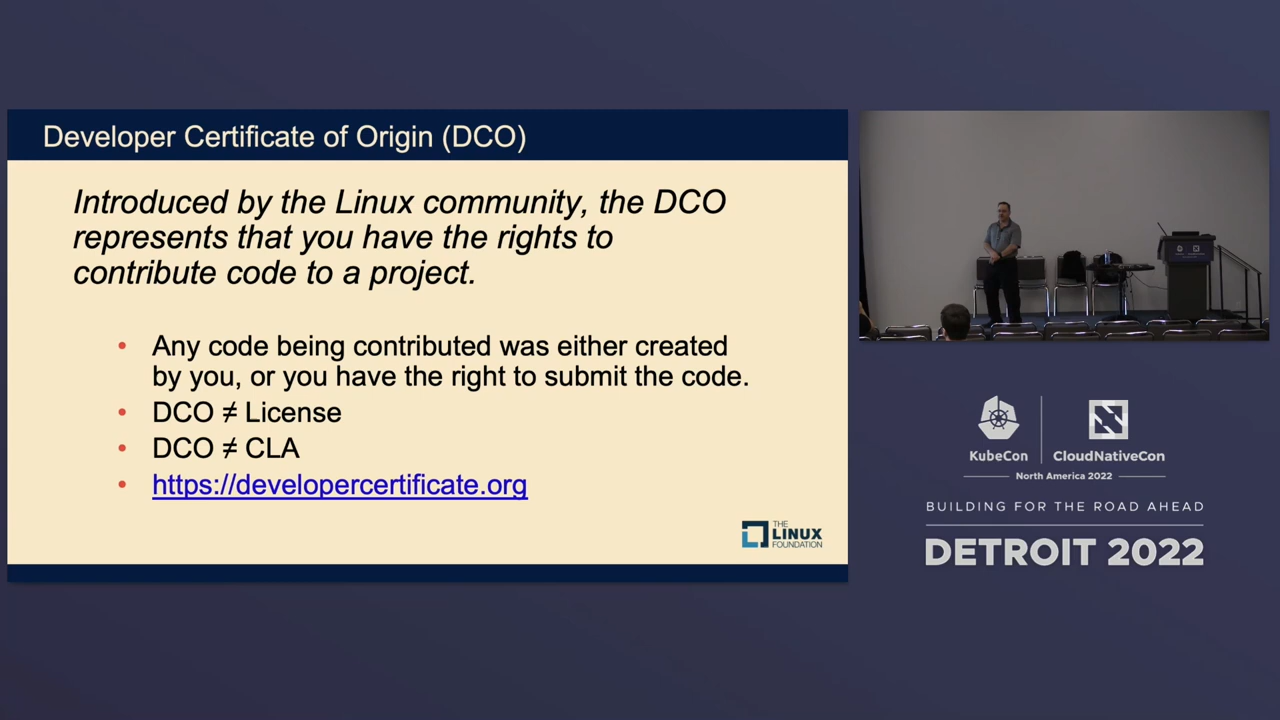 Developer Certificate of Origin (DCO)
Introduced by the Linux community, the DCO
represents that you have the rights to
contribute code to a project.
• Any code being contributed was either created
by you, or you have the right to submit the code.
• DCO ≠ License
• DCO ≠ CLA
• https://developercertificate.org
THE
LINUX
FOUNDATION
KubeCon
CloudNativeCon
North America 2022
BUILDING FOR THE ROAD AHEAD
DETROIT 2022